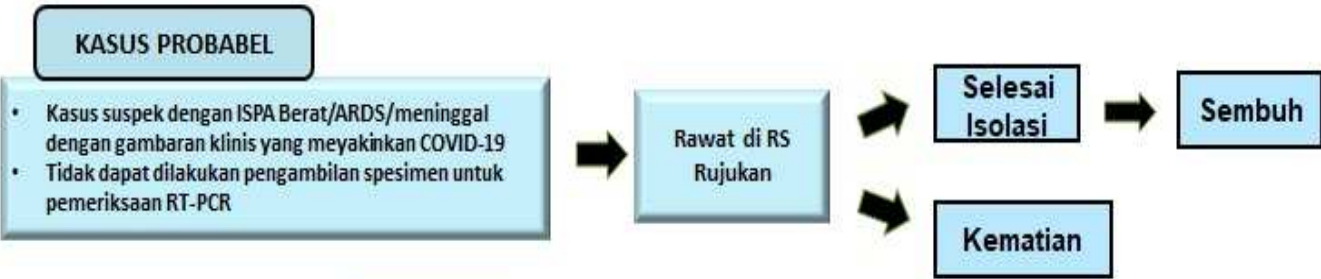 KASUS PROBABEL
• Kasus suspek dengan ISPA Berat/ARDS/meninggal
dengan gambaran klinis yang meyakinkan COVID-19
• Tidak dapat dilakukan pengambilan spesimen untuk
pemeriksaan RT-PCR
Rawat di RS
Rujukan
Selesai
Isolasi
Sembuh
Kematian